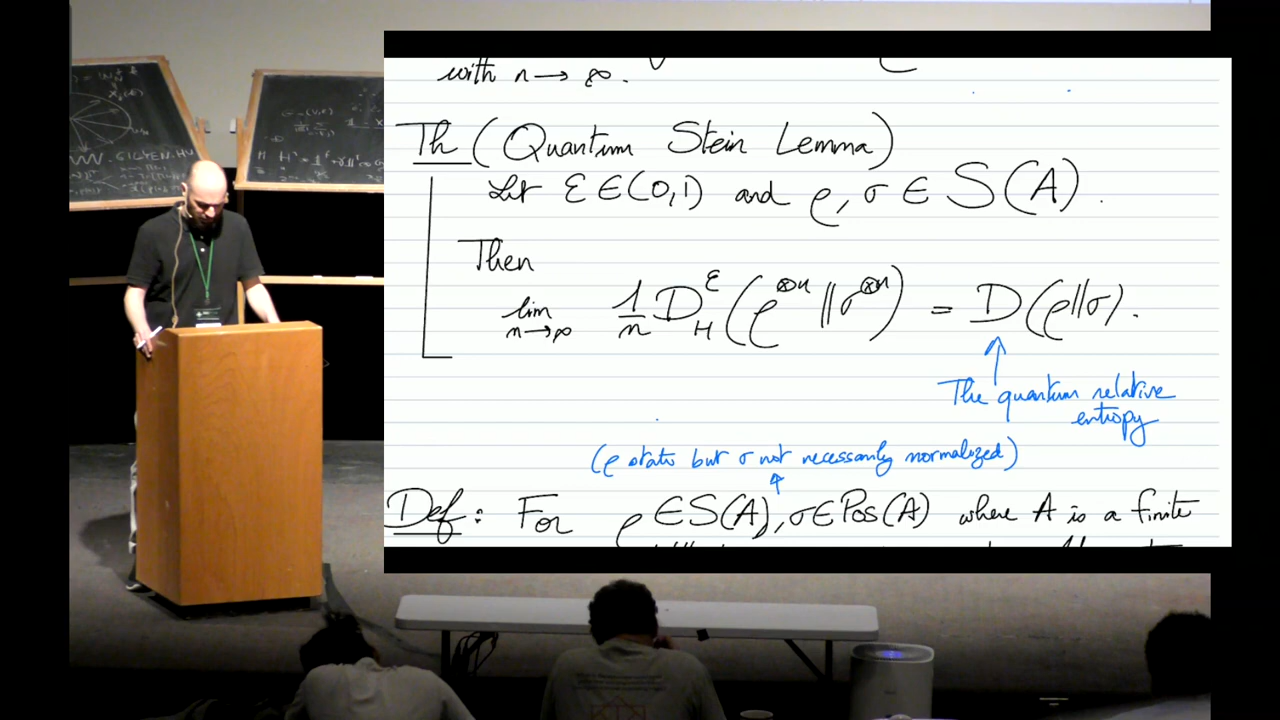 with n → ∞.
Th (Quantum Stein Lemma)
Let ε ∈ (0,1) and ρ, σ ∈ S(A).
Then
lim n→∞ 1/n D_H^ε (ρ^⊗n || σ^⊗n) = D(ρ||σ).
The quantum relative
entropy
(ρ state but σ not necessarily normalized)
Def: For ρ ∈ S(A), σ ∈ Pos(A) where A is a finite